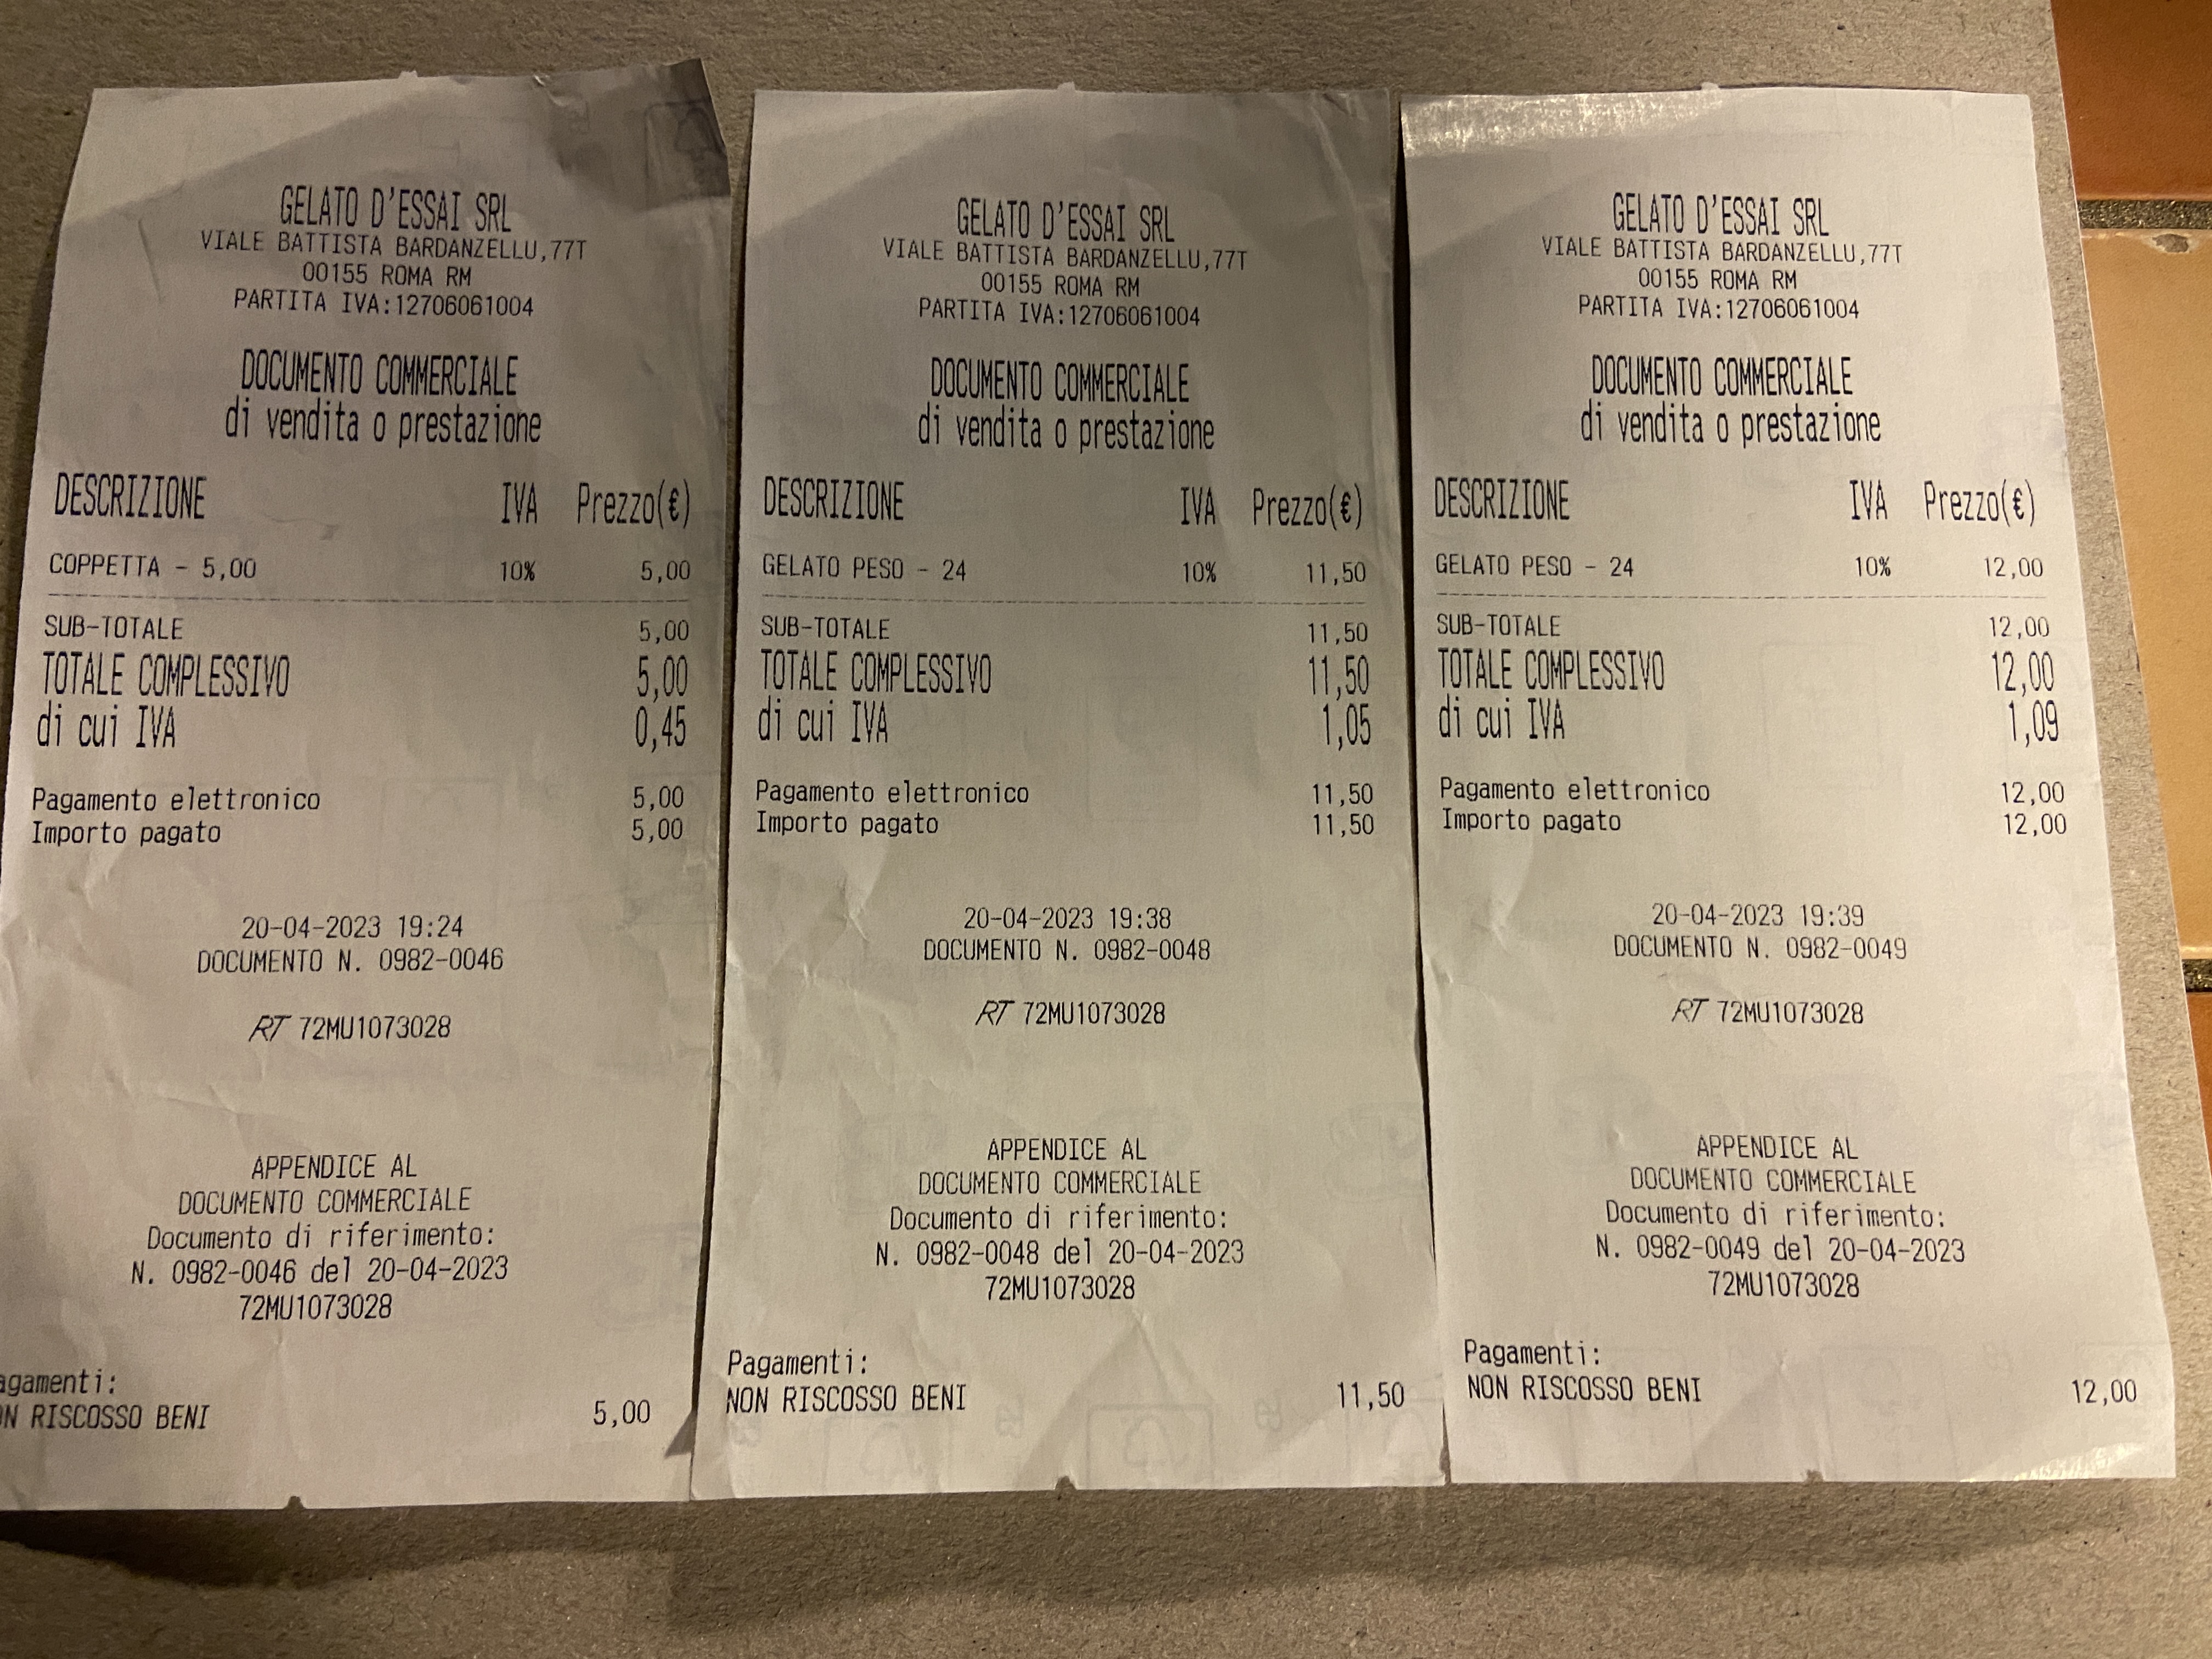 GELATO D'ESSAI SRL
VIALE BATTISTA BARDANZELLU,77T
00155 ROMA RM
PARTITA IVA:12706061004
DOCUMENTO COMMERCIALE
di vendita o prestazione
DESCRIZIONE IVA Prezzo(€)
COPPETTA - 5,00 10% 5,00
SUB-TOTALE 5,00
TOTALE COMPLESSIVO 5,00
di cui IVA 0,45
Pagamento elettronico 5,00
Importo pagato 5,00
20-04-2023 19:24
DOCUMENTO N. 0982-0046
RT 72MU1073028
APPENDICE AL
DOCUMENTO COMMERCIALE
Documento di riferimento:
N. 0982-0046 del 20-04-2023
72MU1073028
agamenti:
N RISCOSSO BENI 5,00
GELATO D'ESSAI SRL
VIALE BATTISTA BARDANZELLU,77T
00155 ROMA RM
PARTITA IVA:12706061004
DOCUMENTO COMMERCIALE
di vendita o prestazione
DESCRIZIONE IVA Prezzo(€)
GELATO PESO - 24 10% 11,50
SUB-TOTALE 11,50
TOTALE COMPLESSIVO 11,50
di cui IVA 1,05
Pagamento elettronico 11,50
Importo pagato 11,50
20-04-2023 19:38
DOCUMENTO N. 0982-0048
RT 72MU1073028
APPENDICE AL
DOCUMENTO COMMERCIALE
Documento di riferimento:
N. 0982-0048 del 20-04-2023
72MU1073028
Pagamenti:
NON RISCOSSO BENI 11,50
GELATO D'ESSAI SRL
VIALE BATTISTA BARDANZELLU,77T
00155 ROMA RM
PARTITA IVA:12706061004
DOCUMENTO COMMERCIALE
di vendita o prestazione
DESCRIZIONE IVA Prezzo(€)
GELATO PESO - 24 10% 12,00
SUB-TOTALE 12,00
TOTALE COMPLESSIVO 12,00
di cui IVA 1,09
Pagamento elettronico 12,00
Importo pagato 12,00
20-04-2023 19:39
DOCUMENTO N. 0982-0049
RT 72MU1073028
APPENDICE AL
DOCUMENTO COMMERCIALE
Documento di riferimento:
N. 0982-0049 del 20-04-2023
72MU1073028
Pagamenti:
NON RISCOSSO BENI 12,00